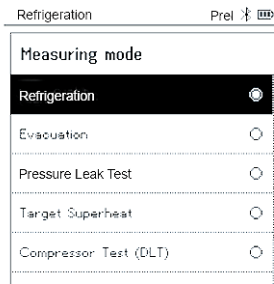 Refrigeration Prel
Measuring mode
Refrigeration
Evacuation
Pressure Leak Test
Target Superheat
Compressor Test (DLT)